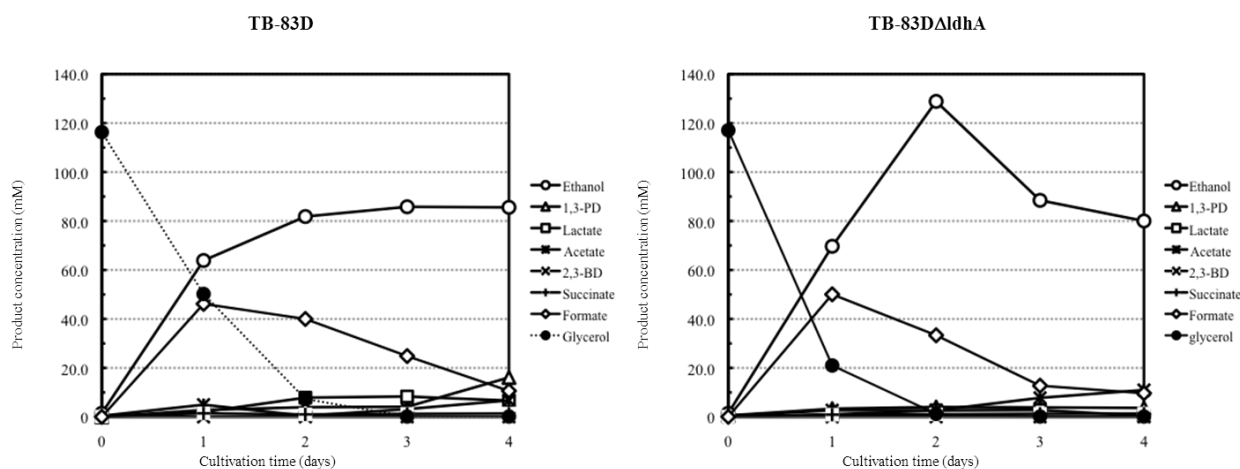 TB-83D
140.0
120.0
100.0
80.0
60.0
40.0
20.0
0
0
1
2
3
4
Product concentration (mM)
Cultivation time (days)
Ethanol
1,3-PD
Lactate
Acetate
2,3-BD
Succinate
Formate
Glycerol
TB-83DΔldhA
140.0
120.0
100.0
80.0
60.0
40.0
20.0
0
0
1
2
3
4
Product concentration (mM)
Cultivation time (days)
Ethanol
1,3-PD
Lactate
Acetate
2,3-BD
Succinate
Formate
glycerol